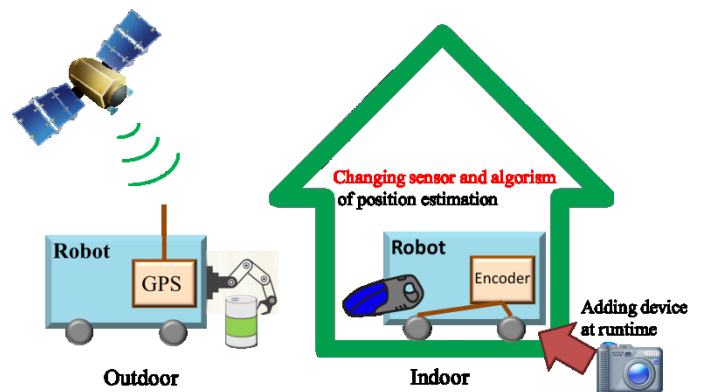 Changing sensor and algorism
of position estimation
Robot
GPS
Robot
Encoder
Adding device
at runtime
Outdoor
Indoor